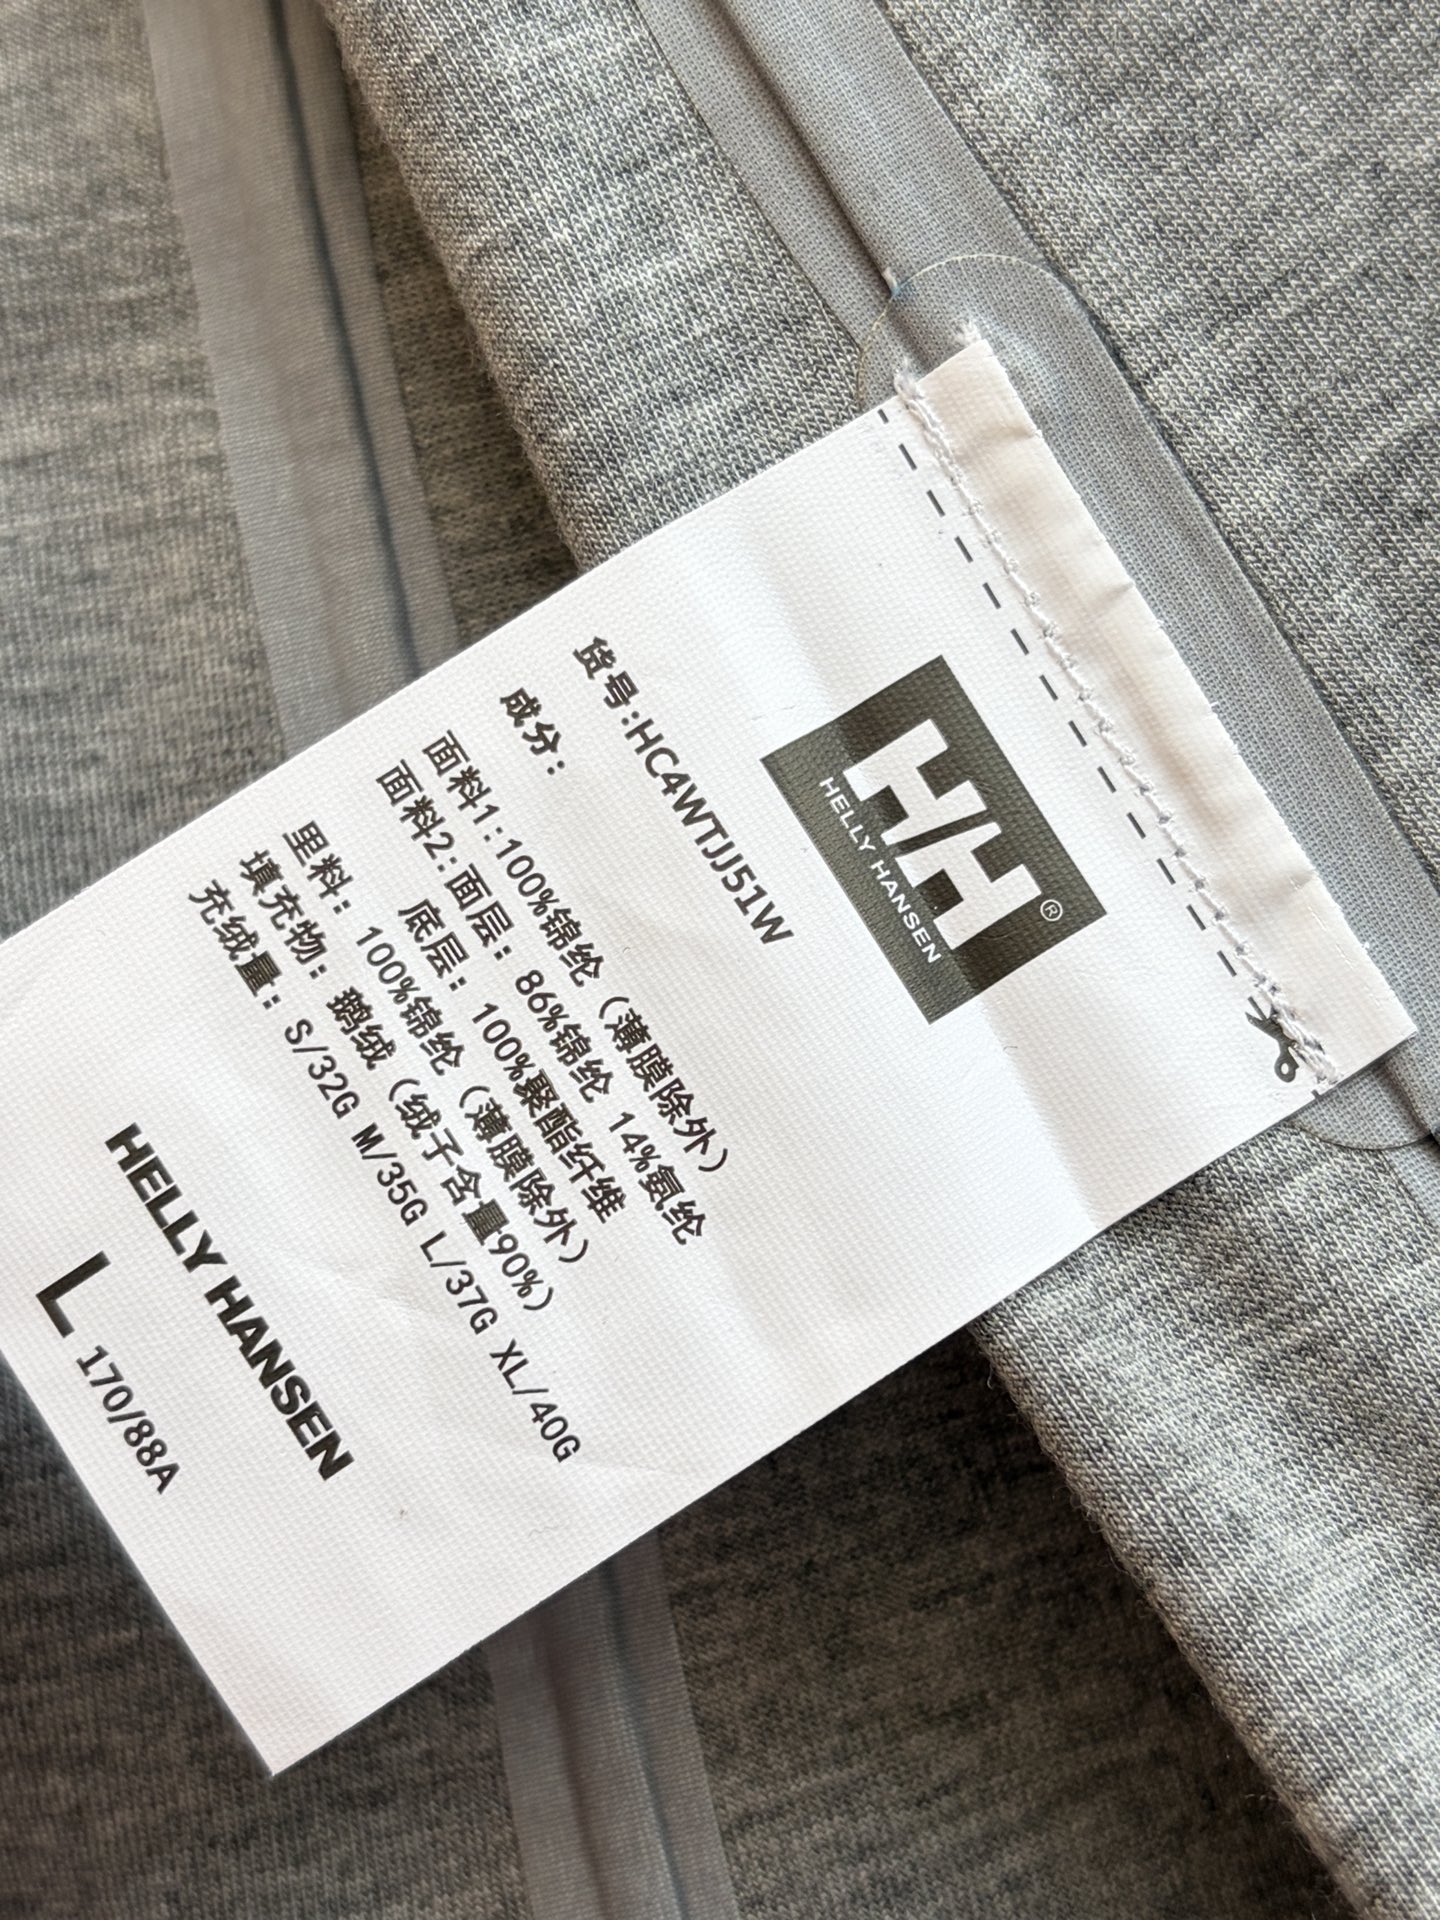 HH®
HELLY HANSEN
货号:HC4WTJJ51W
成分:
面料1:100%锦纶（薄膜除外）
面料2:面层: 86%锦纶 14%氨纶
底层: 100%聚酯纤维
里料: 100%锦纶（薄膜除外）
填充物: 鹅绒（绒子含量90%）
充绒量: S/32G M/35G L/37G XL/40G
HELLY HANSEN
L 170/88A